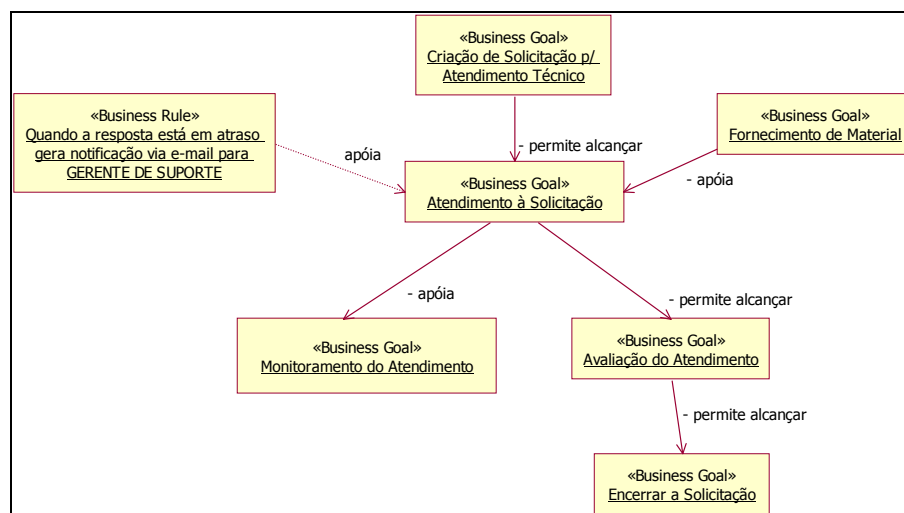 «Business Goal»
Criação de Solicitação p/
Atendimento Técnico
«Business Rule»
Quando a resposta está em atraso
gera notificação via e-mail para
GERENTE DE SUPORTE
«Business Goal»
Fornecimento de Material
apóia
- permite alcançar
- apóia
«Business Goal»
Atendimento à Solicitação
- apóia
- permite alcançar
«Business Goal»
Monitoramento do Atendimento
«Business Goal»
Avaliação do Atendimento
- permite alcançar
«Business Goal»
Encerrar a Solicitação